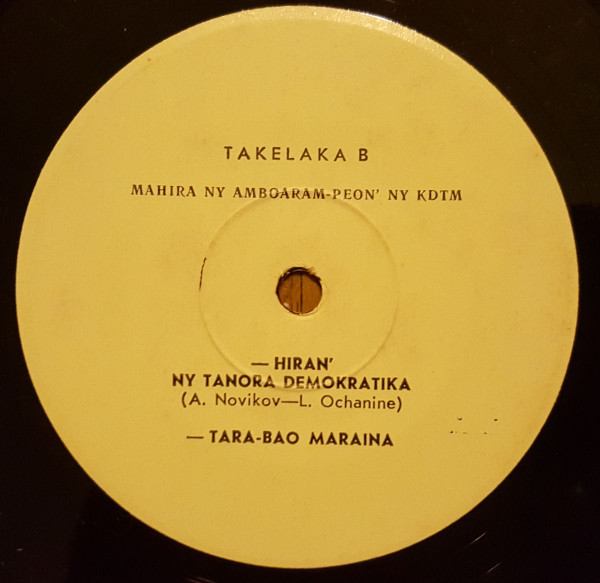 TAKELAKA B
MAHIRA NY AMBOARAM-PEON' NY KDTM
— HIRAN'
NY TANORA DEMOKRATIKA
(A. Novikov—L. Ochanine)
— TARA-BAO MARAINA